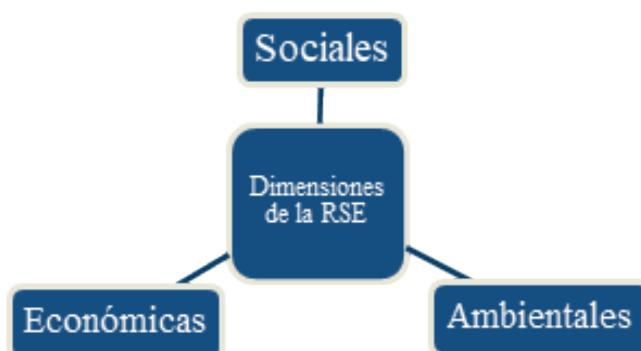 Sociales
Dimensiones
de la RSE
Económicas
Ambientales